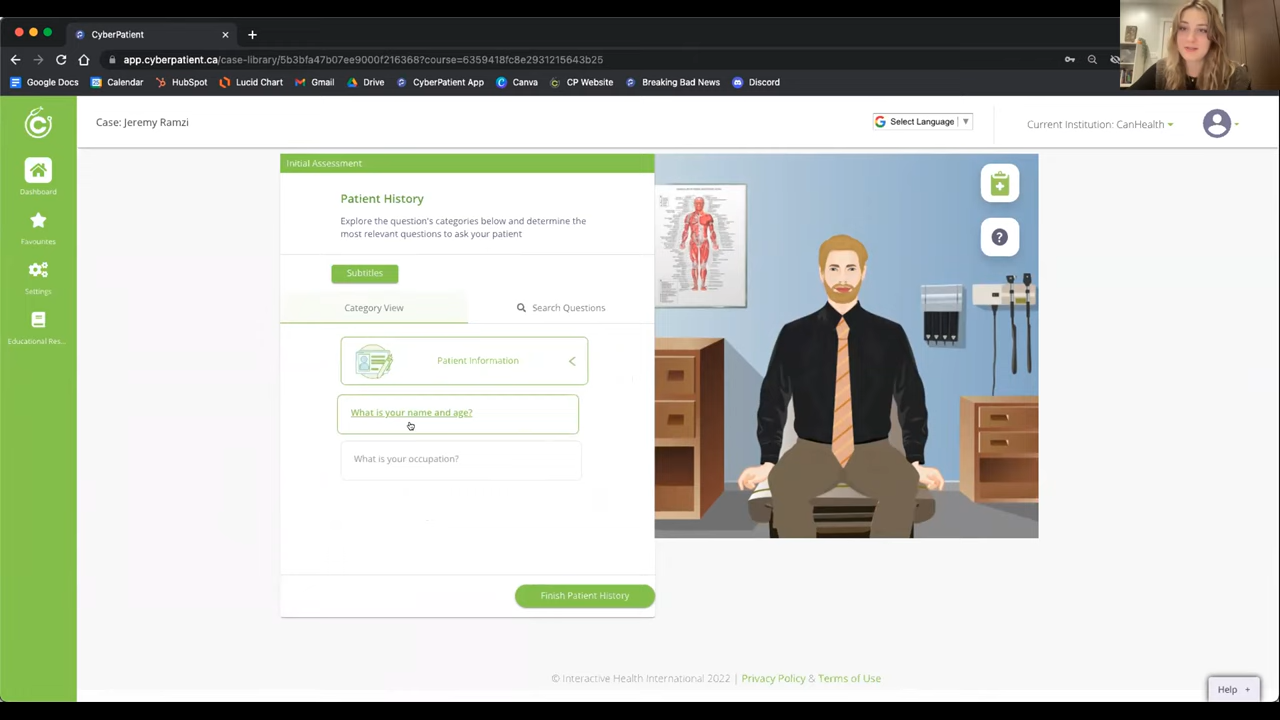 CyberPatient
app.cyberpatient.ca/case-library/5b3bfa47b07ee9000f216368?course=6359418fc8e2931215643b25
Google Docs Calendar HubSpot Lucid Chart Gmail Drive CyberPatient App Canva CP Website Breaking Bad News Discord
Case: Jeremy Ramzi
Select Language
Current Institution: CanHealth
Dashboard
Favourites
Settings
Educational Res...
Initial Assessment
Patient History
Explore the question's categories below and determine the
most relevant questions to ask your patient
Subtitles
Category View
Search Questions
Patient Information
What is your name and age?
What is your occupation?
Finish Patient History
© Interactive Health International 2022 | Privacy Policy & Terms of Use
Help +